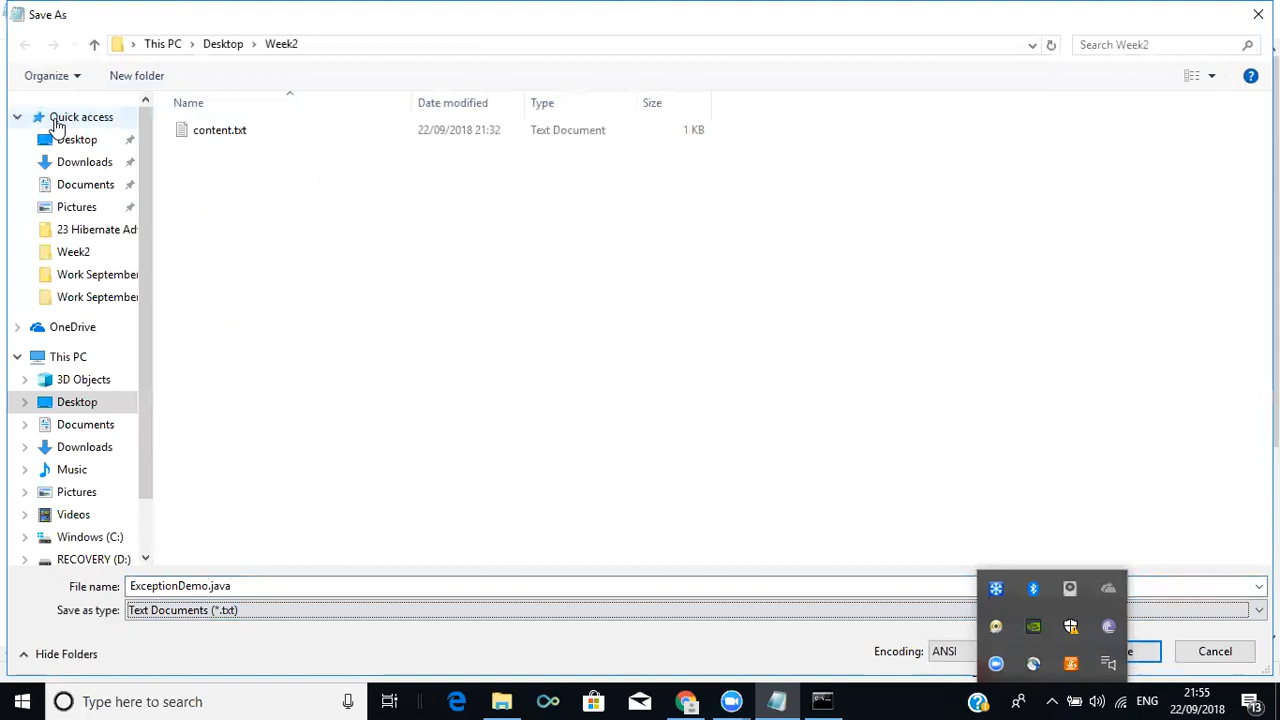 Save As
This PC > Desktop > Week2
Search Week2
Organize
New folder
Name
Date modified
Type
Size
content.txt
22/09/2018 21:32
Text Document
1 KB
Quick access
Desktop
Downloads
Documents
Pictures
23 Hibernate Ad
Week2
Work September
Work September
OneDrive
This PC
3D Objects
Desktop
Documents
Downloads
Music
Pictures
Videos
Windows (C:)
RECOVERY (D:)
File name: ExceptionDemo.java
Save as type: Text Documents (*.txt)
Hide Folders
Encoding: ANSI
Cancel
Type here to search
ENG
21:55
22/09/2018
13